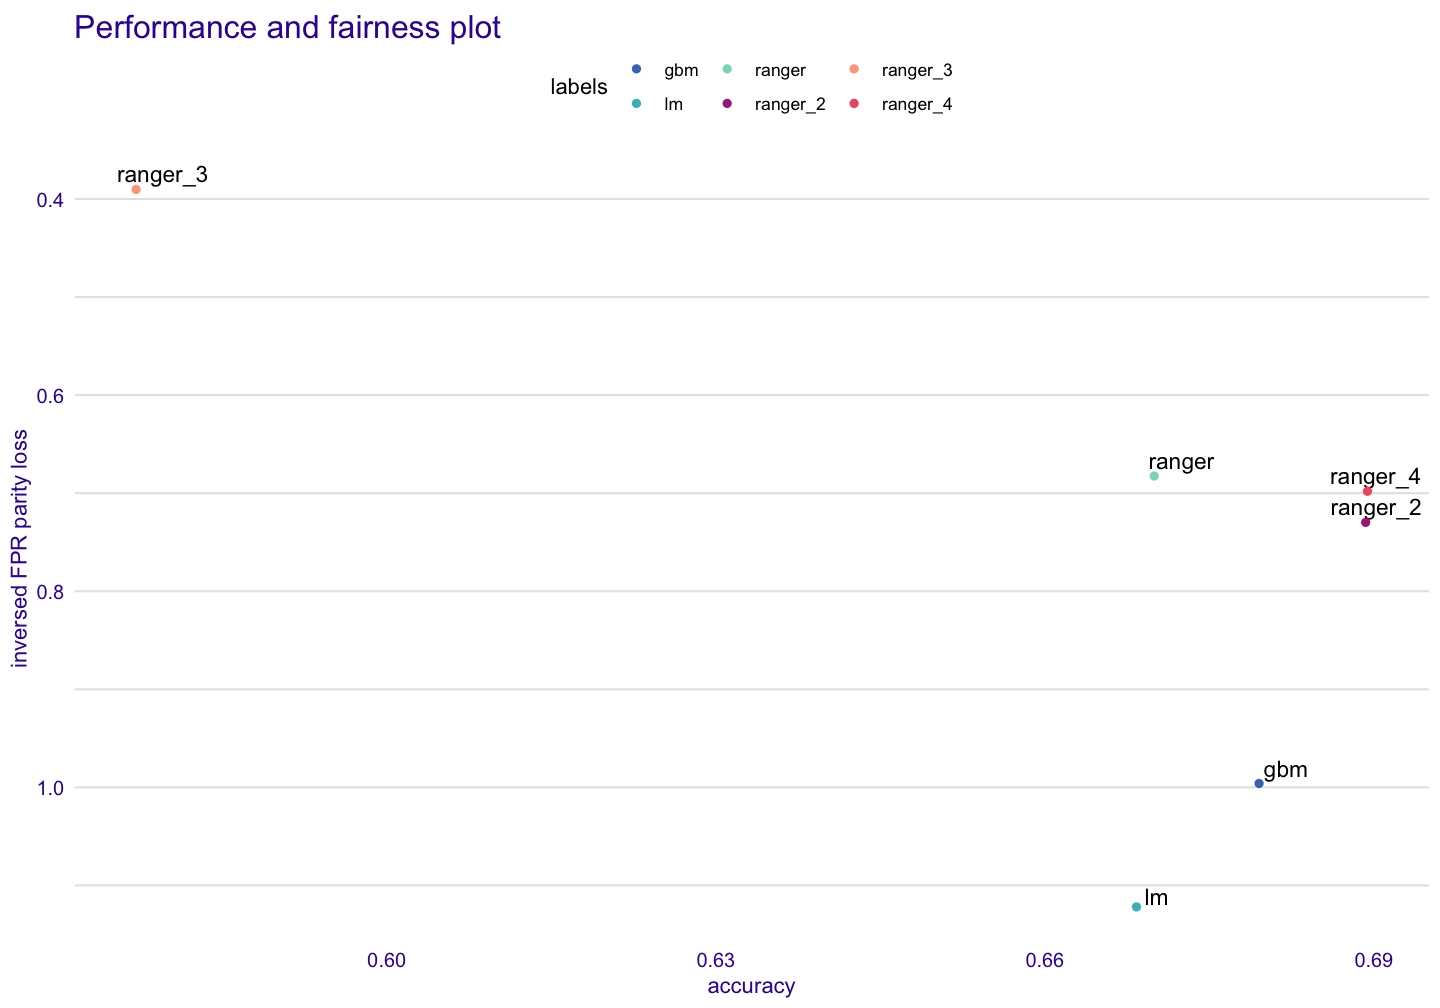 Performance and fairness plot
labels
gbm
ranger
ranger_3
lm
ranger_2
ranger_4
ranger_3
0.4
0.6
inversed FPR parity loss
ranger
ranger_4
ranger_2
0.8
gbm
1.0
lm
0.60
0.63
0.66
0.69
accuracy